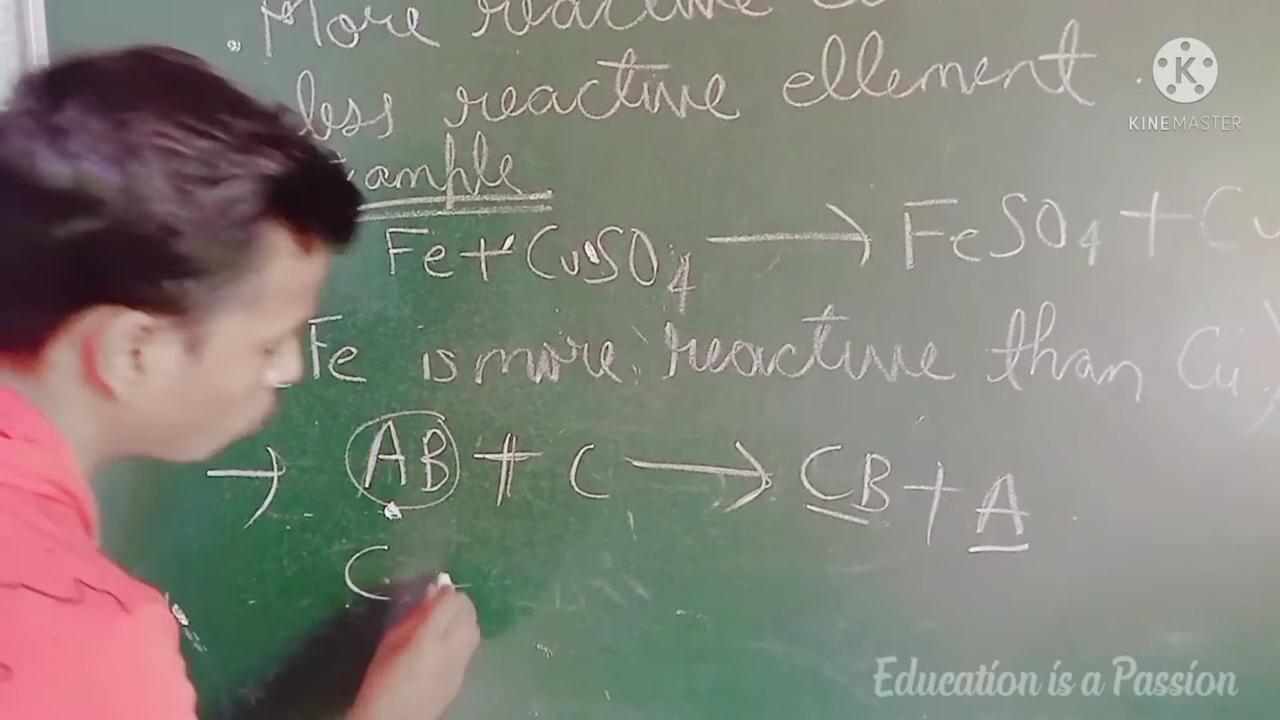 . More reactive
less reactive ellement .
Example
Fe + CuSO4 → FeSO4 + Cu
Fe is more reactive than Cu)
→ AB + C → CB + A
C
K
KINEMASTER
Education is a Passion